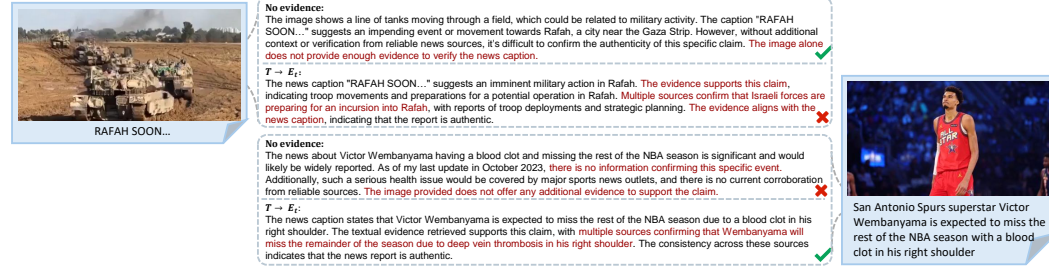 RAFAH SOON...
No evidence:
The image shows a line of tanks moving through a field, which could be related to military activity. The caption "RAFAH
SOON…" suggests an impending event or movement towards Rafah, a city near the Gaza Strip. However, without additional
context or verification from reliable news sources, it's difficult to confirm the authenticity of this specific claim. The image alone
does not provide enough evidence to verify the news caption.
T → Et:
The news caption "RAFAH SOON…" suggests an imminent military action in Rafah. The evidence supports this claim,
indicating troop movements and preparations for a potential operation in Rafah. Multiple sources confirm that Israeli forces are
preparing for an incursion into Rafah, with reports of troop deployments and strategic planning. The evidence aligns with the
news caption, indicating that the report is authentic.
No evidence:
The news about Victor Wembanyama having a blood clot and missing the rest of the NBA season is significant and would
likely be widely reported. As of my last update in October 2023, there is no information confirming this specific event.
Additionally, such a serious health issue would be covered by major sports news outlets, and there is no current corroboration
from reliable sources. The image provided does not offer any additional evidence to support the claim.
T → Et:
The news caption states that Victor Wembanyama is expected to miss the rest of the NBA season due to a blood clot in his
right shoulder. The textual evidence retrieved supports this claim, with multiple sources confirming that Wembanyama will
miss the remainder of the season due to deep vein thrombosis in his right shoulder. The consistency across these sources
indicates that the news report is authentic.
ALL
STAR
San Antonio Spurs superstar Victor
Wembanyama is expected to miss the
rest of the NBA season with a blood
clot in his right shoulder